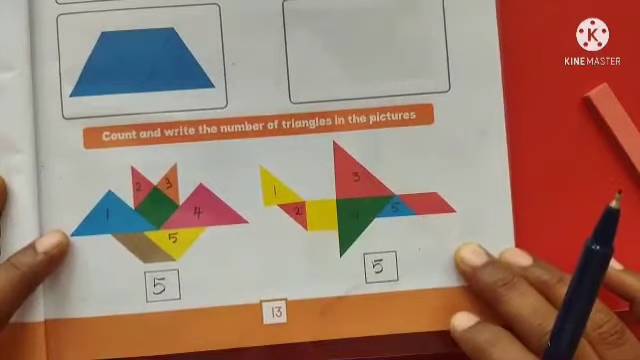 K
KINEMASTER
Count and write the number of triangles in the pictures
2 3
1 4
5
5
1 3
2 4 5
5
13